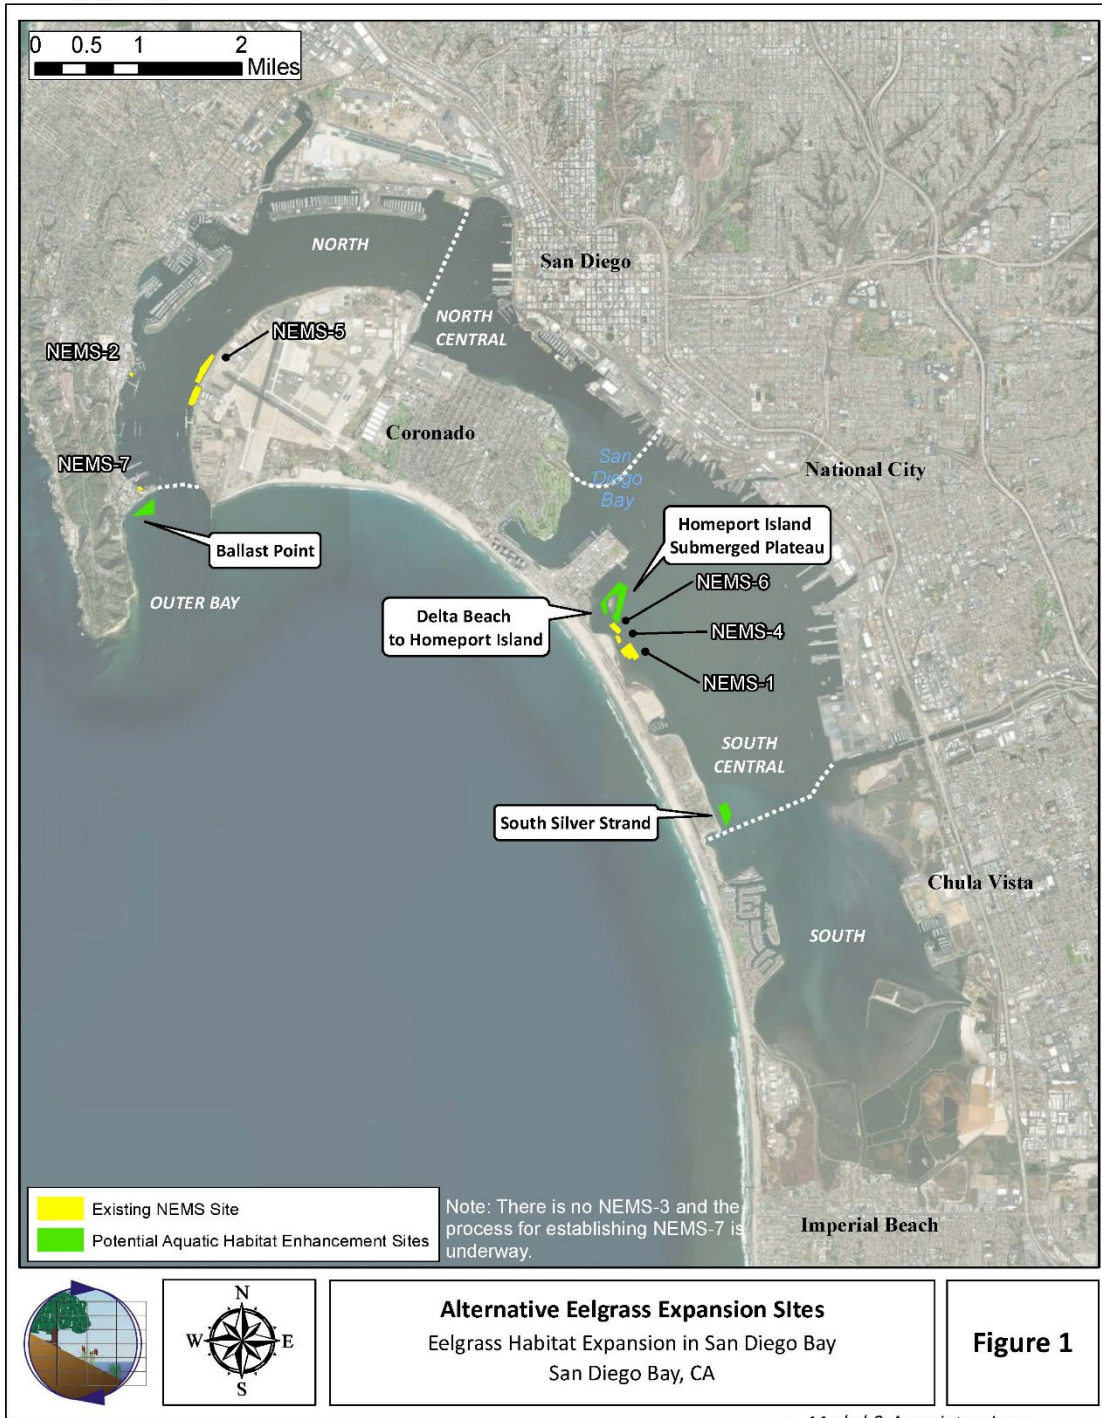 0 0.5 1 2
Miles
NORTH
San Diego
NORTH
CENTRAL
NEMS-5
NEMS-2
Coronado
San
Diego
Bay
National City
NEMS-7
Ballast Point
OUTER BAY
Homeport Island
Submerged Plateau
NEMS-6
Delta Beach
to Homeport Island
NEMS-4
NEMS-1
SOUTH
CENTRAL
South Silver Strand
Chula Vista
SOUTH
Imperial Beach
Existing NEMS Site
Potential Aquatic Habitat Enhancement Sites
Note: There is no NEMS-3 and the
process for establishing NEMS-7 is
underway.
N
W E
S
Alternative Eelgrass Expansion SItes
Eelgrass Habitat Expansion in San Diego Bay
San Diego Bay, CA
Figure 1